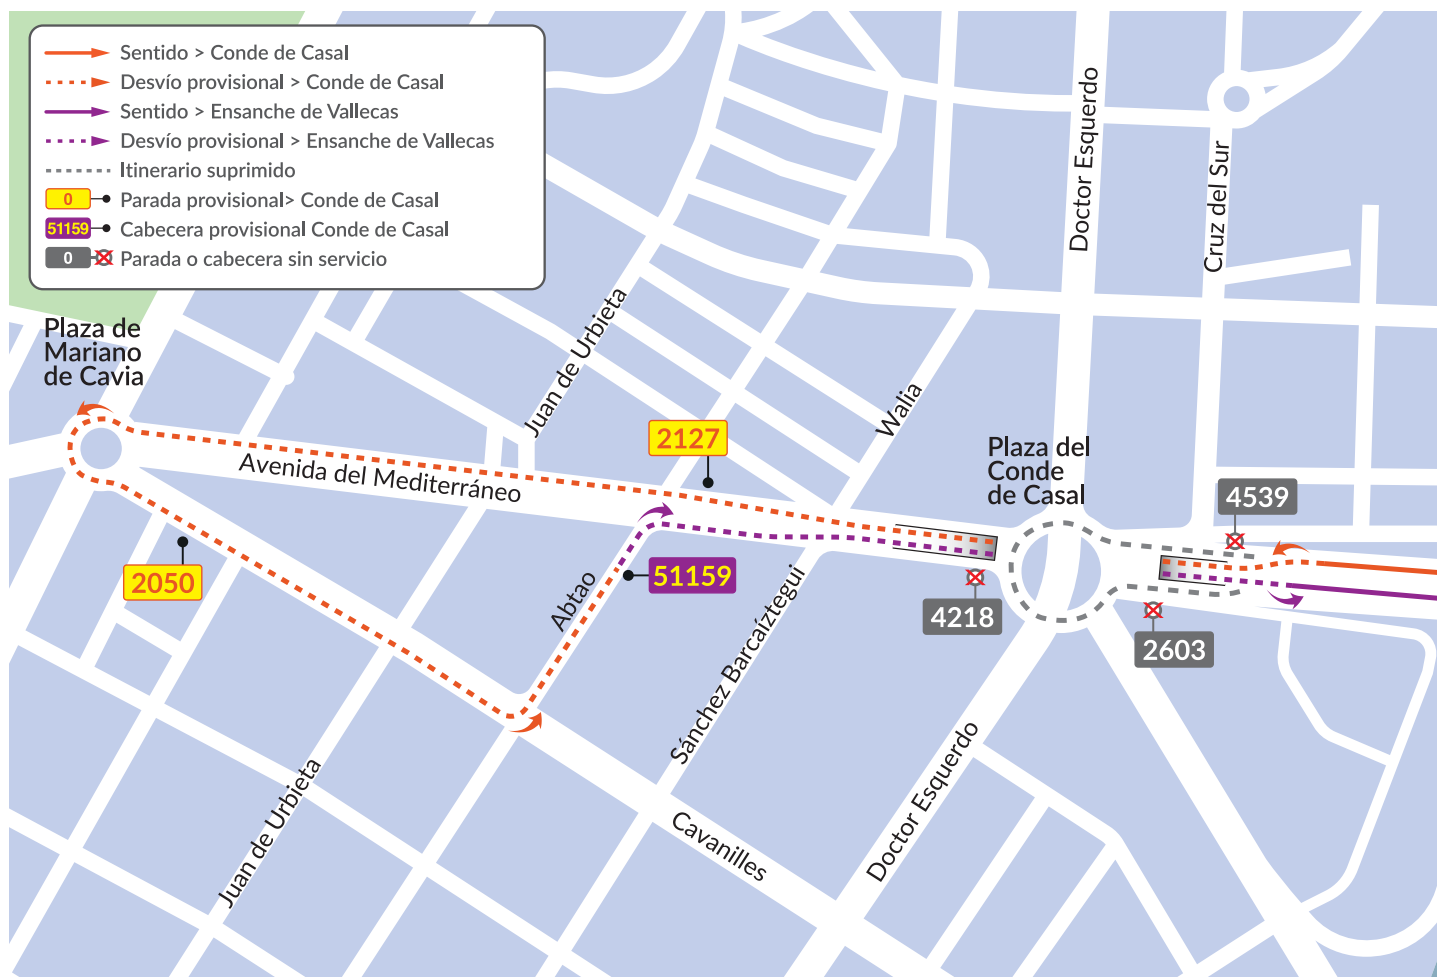 Sentido > Conde de Casal
Desvío provisional > Conde de Casal
Sentido > Ensanche de Vallecas
Desvío provisional > Ensanche de Vallecas
Itinerario suprimido
0 Parada provisional> Conde de Casal
51159 Cabecera provisional Conde de Casal
0 Parada o cabecera sin servicio
Doctor Esquerdo
Cruz del Sur
Plaza de
Mariano
de Cavia
Juan de Urbieta
Walia
2127
Avenida del Mediterráneo
Plaza del
Conde
de Casal
4539
2050
Abtao
51159
4218
2603
Sánchez Barcaíztegui
Juan de Urbieta
Cavanilles
Doctor Esquerdo